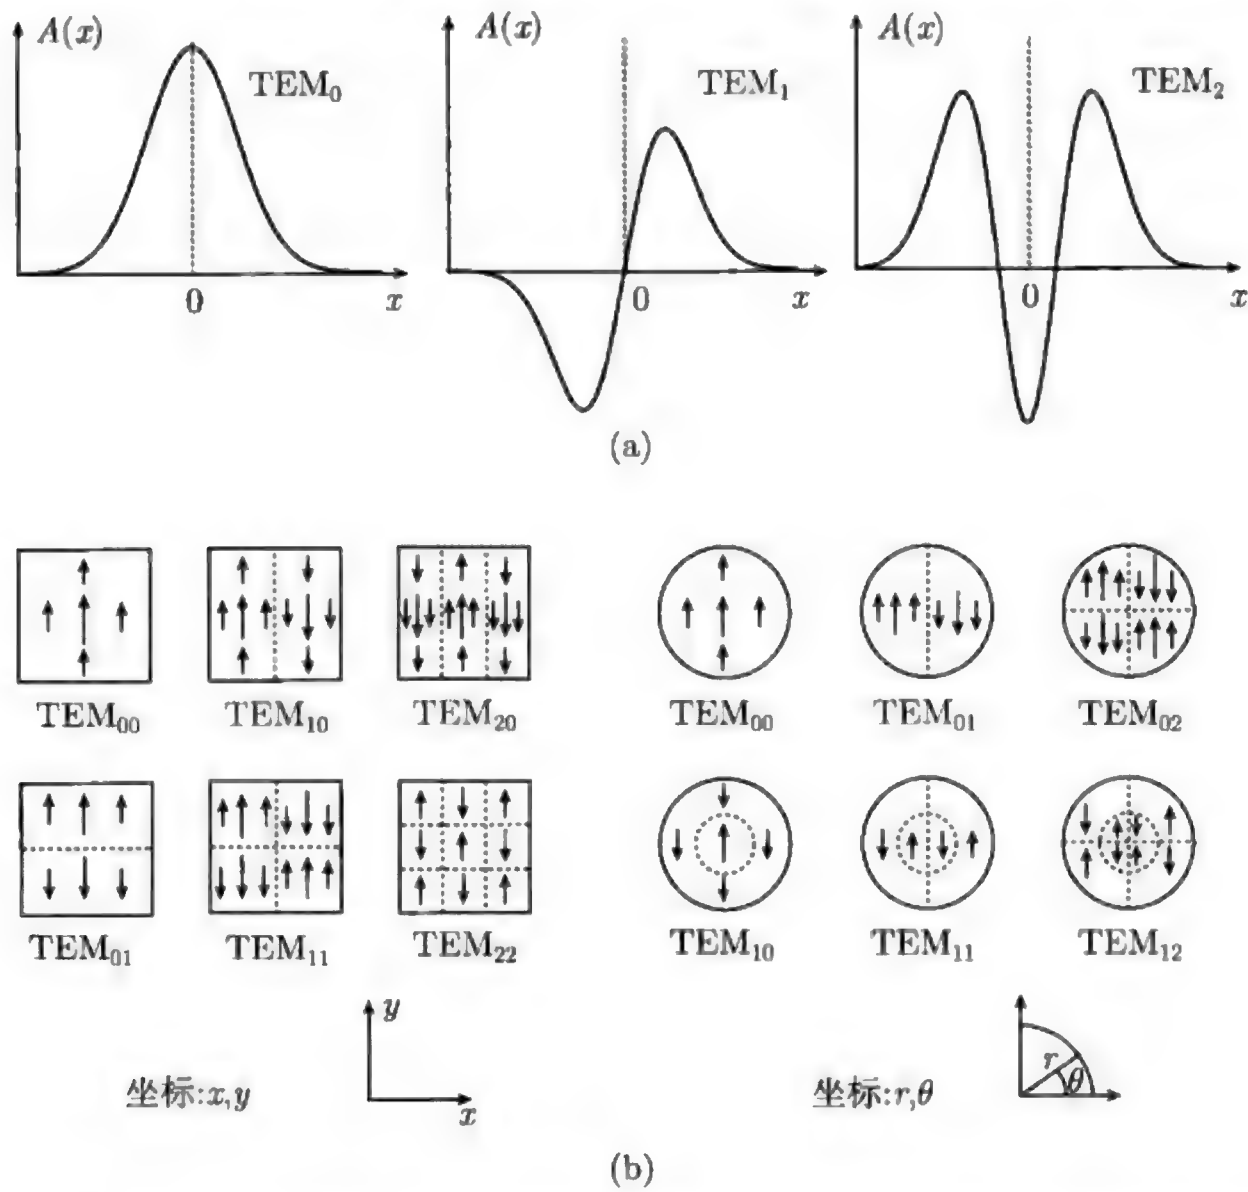 A(x) TEM₀ 0 x
A(x) TEM₁ 0 x
A(x) TEM₂ 0 x
(a)
TEM₀₀ TEM₁₀ TEM₂₀ TEM₀₀ TEM₀₁ TEM₀₂
TEM₀₁ TEM₁₁ TEM₂₂ TEM₁₀ TEM₁₁ TEM₁₂
y
x
坐标:x,y
r
θ
坐标:r,θ
(b)